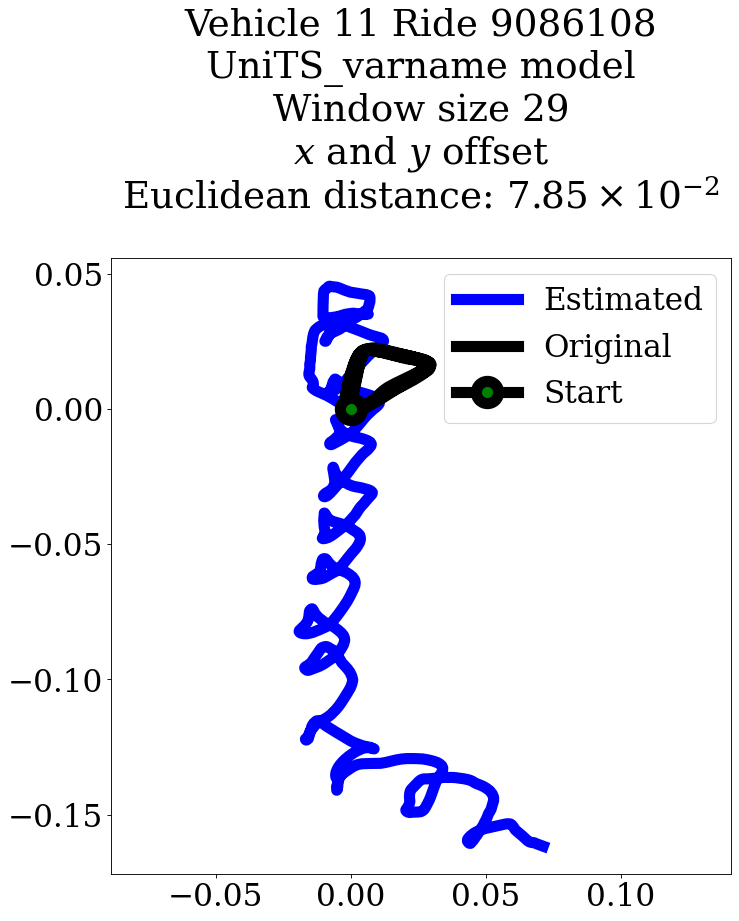 Vehicle 11 Ride 9086108
UniTS_varname model
Window size 29
x and y offset
Euclidean distance: 7.85 × 10⁻²
0.05
Estimated
Original
0.00
Start
−0.05
−0.10
−0.15
−0.05 0.00 0.05 0.10